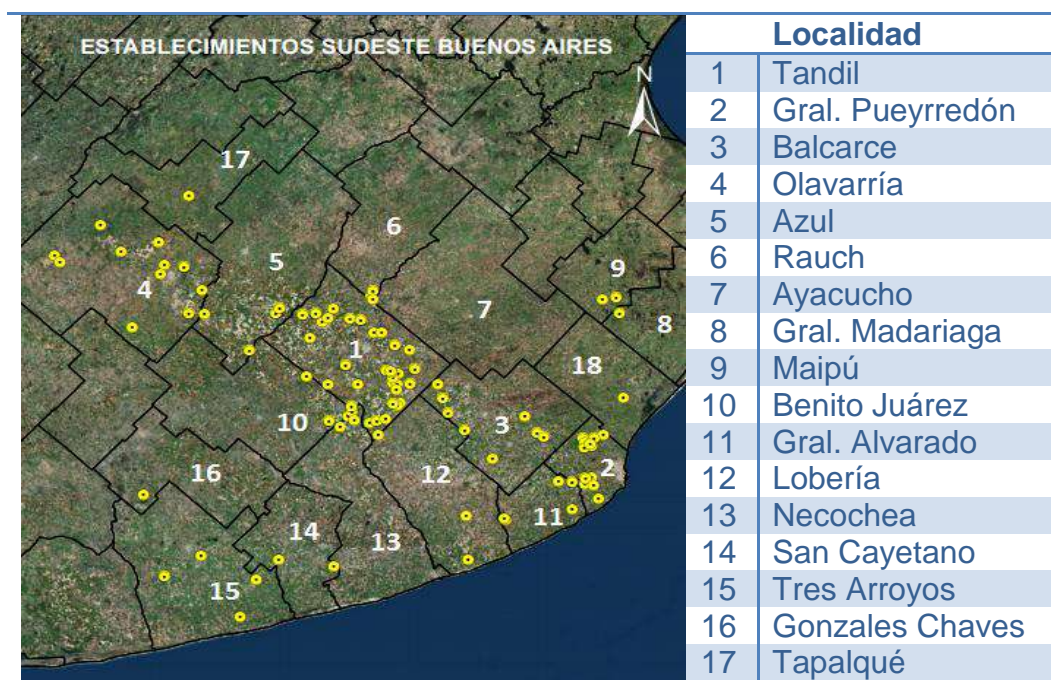 ESTABLECIMIENTOS SUDESTE BUENOS AIRES
N
17
6
5
9
4
7
8
1
18
10
3
16
12
2
11
14
13
15
Localidad
1 Tandil
2 Gral. Pueyrredón
3 Balcarce
4 Olavarría
5 Azul
6 Rauch
7 Ayacucho
8 Gral. Madariaga
9 Maipú
10 Benito Juárez
11 Gral. Alvarado
12 Lobería
13 Necochea
14 San Cayetano
15 Tres Arroyos
16 Gonzales Chaves
17 Tapalqué